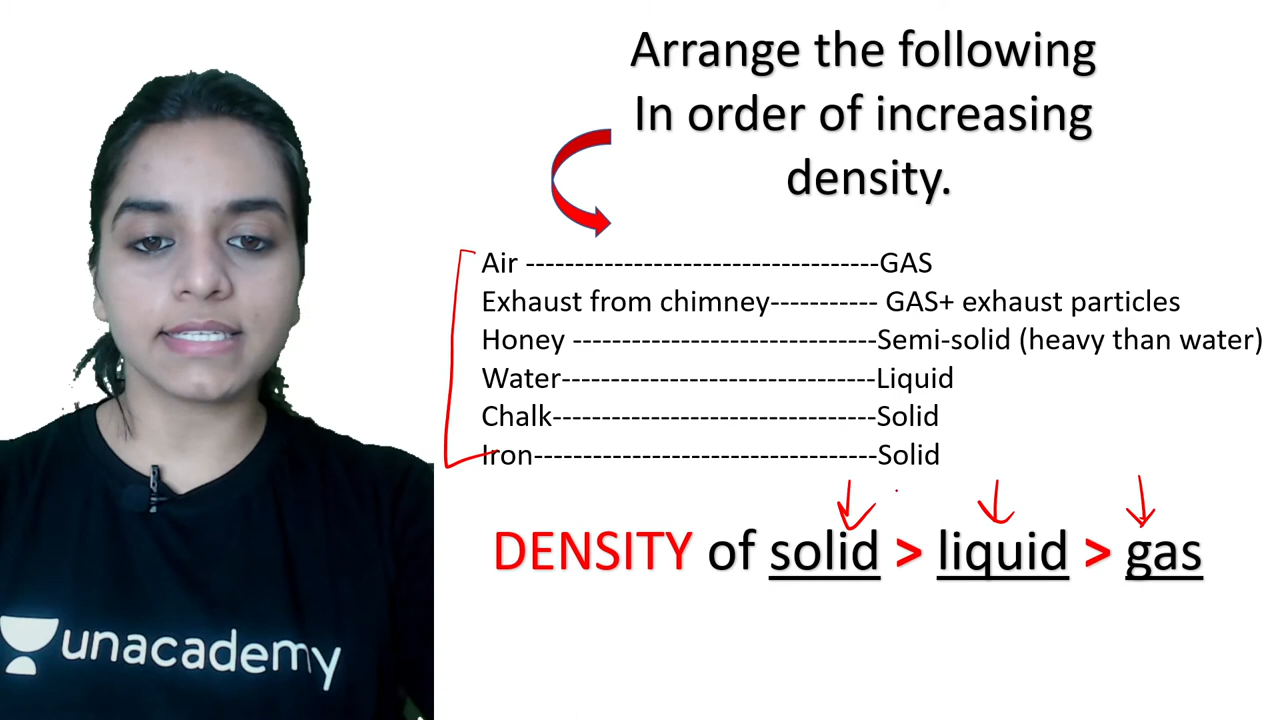 Arrange the following
In order of increasing
density.
Air ------------------------------------GAS
Exhaust from chimney----------- GAS+ exhaust particles
Honey -------------------------------Semi-solid (heavy than water)
Water--------------------------------Liquid
Chalk---------------------------------Solid
Iron-----------------------------------Solid
DENSITY of solid > liquid > gas
unacademy